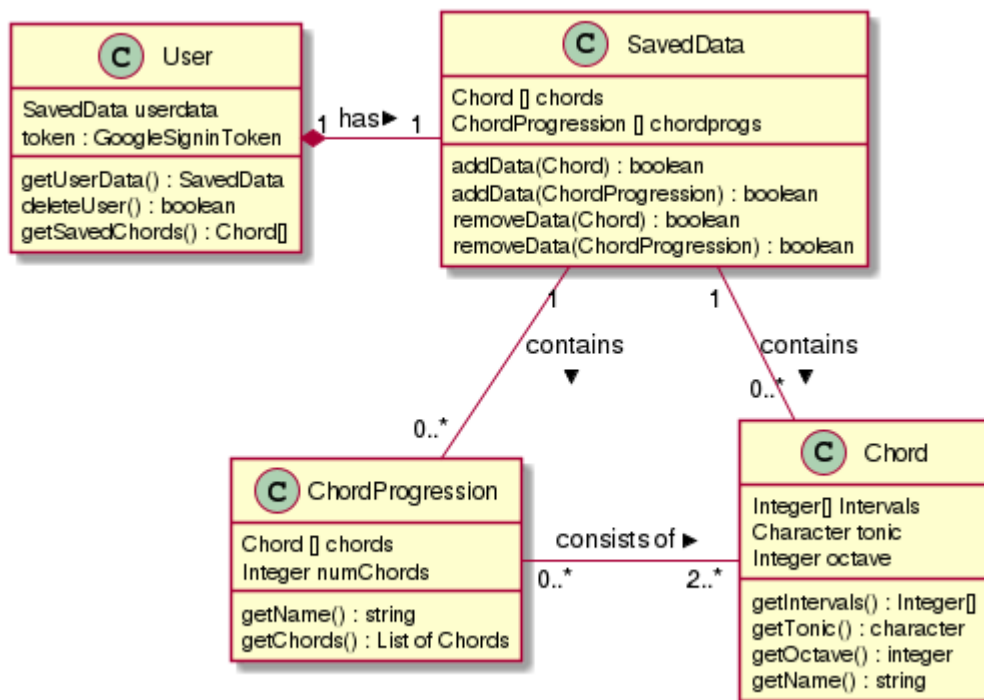 C User
SavedData userdata
token : GoogleSigninToken
getUserData() : SavedData
deleteUser() : boolean
getSavedChords() : Chord[]
1 has 1
C SavedData
Chord [] chords
ChordProgression [] chordprogs
addData(Chord) : boolean
addData(ChordProgression) : boolean
removeData(Chord) : boolean
removeData(ChordProgression) : boolean
1
contains
0..*
1
contains
0..*
C ChordProgression
Chord [] chords
Integer numChords
getName() : string
getChords() : List of Chords
consists of
0..* 2..*
C Chord
Integer[] Intervals
Character tonic
Integer octave
getIntervals() : Integer[]
getTonic() : character
getOctave() : integer
getName() : string